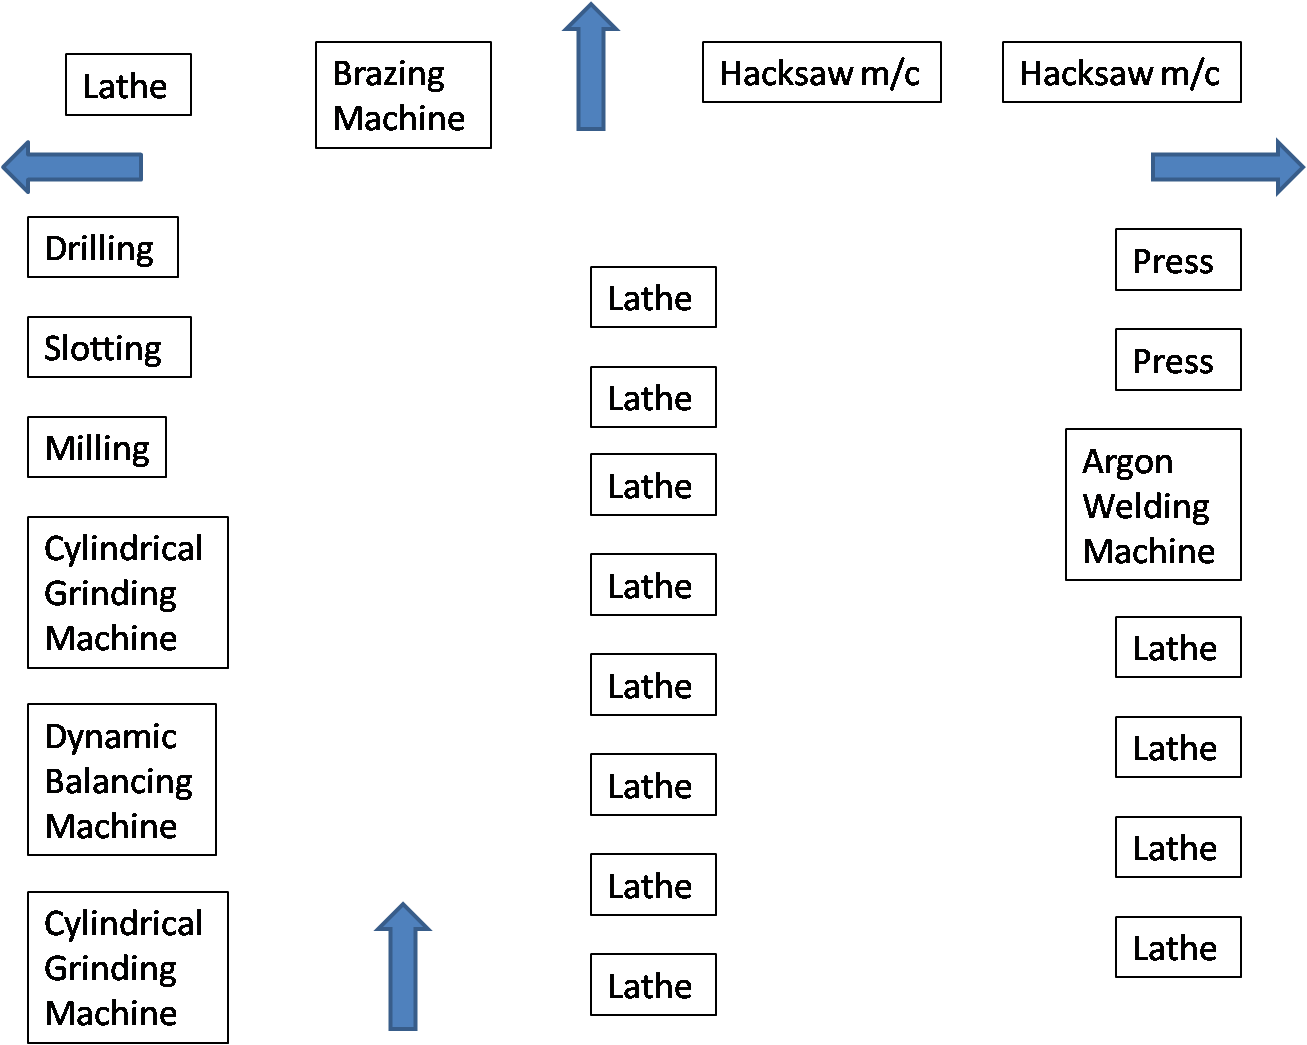 Lathe
Brazing
Machine
Hacksaw m/c
Hacksaw m/c
Drilling
Slotting
Milling
Cylindrical
Grinding
Machine
Dynamic
Balancing
Machine
Cylindrical
Grinding
Machine
Lathe
Lathe
Lathe
Lathe
Lathe
Lathe
Lathe
Lathe
Press
Press
Argon
Welding
Machine
Lathe
Lathe
Lathe
Lathe